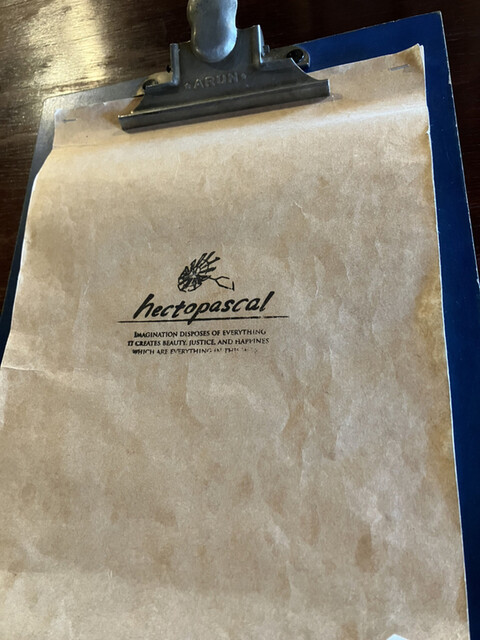 ARUN
hectopascal
IMAGINATION DISPOSES OF EVERYTHING
IT CREATES BEAUTY, JUSTICE, AND HAPPINES
WHICH ARE EVERYTHING IN THIS